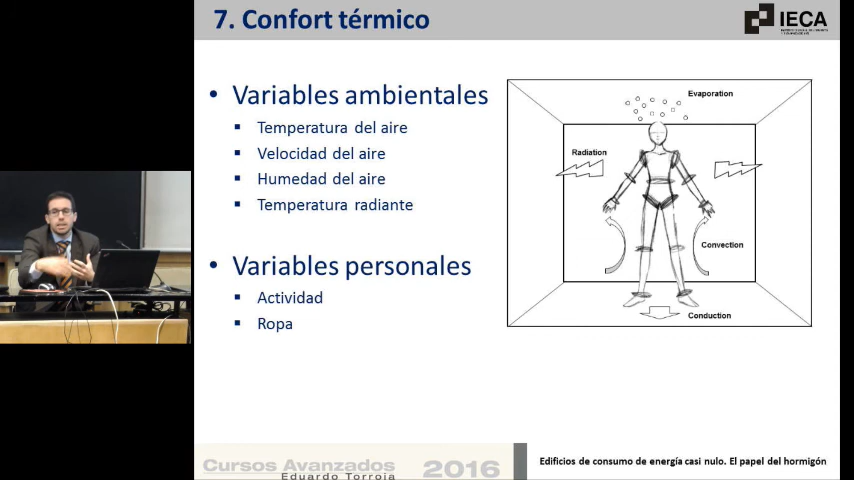 7. Confort térmico
IECA
• Variables ambientales
▪ Temperatura del aire
▪ Velocidad del aire
▪ Humedad del aire
▪ Temperatura radiante
• Variables personales
▪ Actividad
▪ Ropa
Evaporation
Radiation
Convection
Conduction
Cursos Avanzados
Eduardo Torroja
2016
Edificios de consumo de energía casi nulo. El papel del hormigón